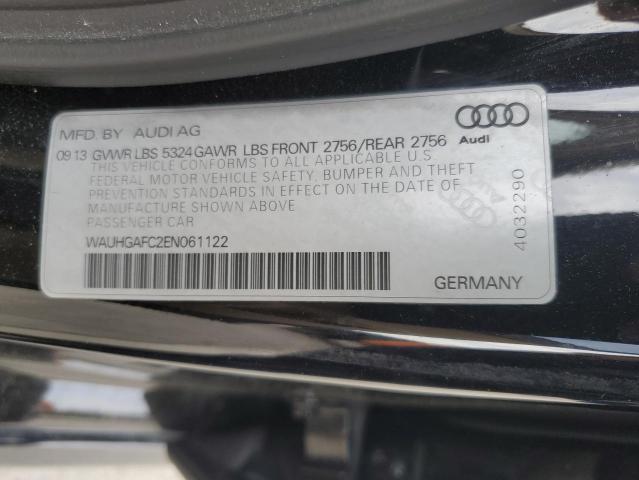 MFD. BY AUDI AG
09 13 GVWR LBS 5324 GAWR LBS FRONT 2756/REAR 2756
THIS VEHICLE CONFORMS TO ALL APPLICABLE U.S.
FEDERAL MOTOR VEHICLE SAFETY, BUMPER AND THEFT
PREVENTION STANDARDS IN EFFECT ON THE DATE OF
MANUFACTURE SHOWN ABOVE
PASSENGER CAR
WAUHGAFC2EN061122
GERMANY
Audi
4032290